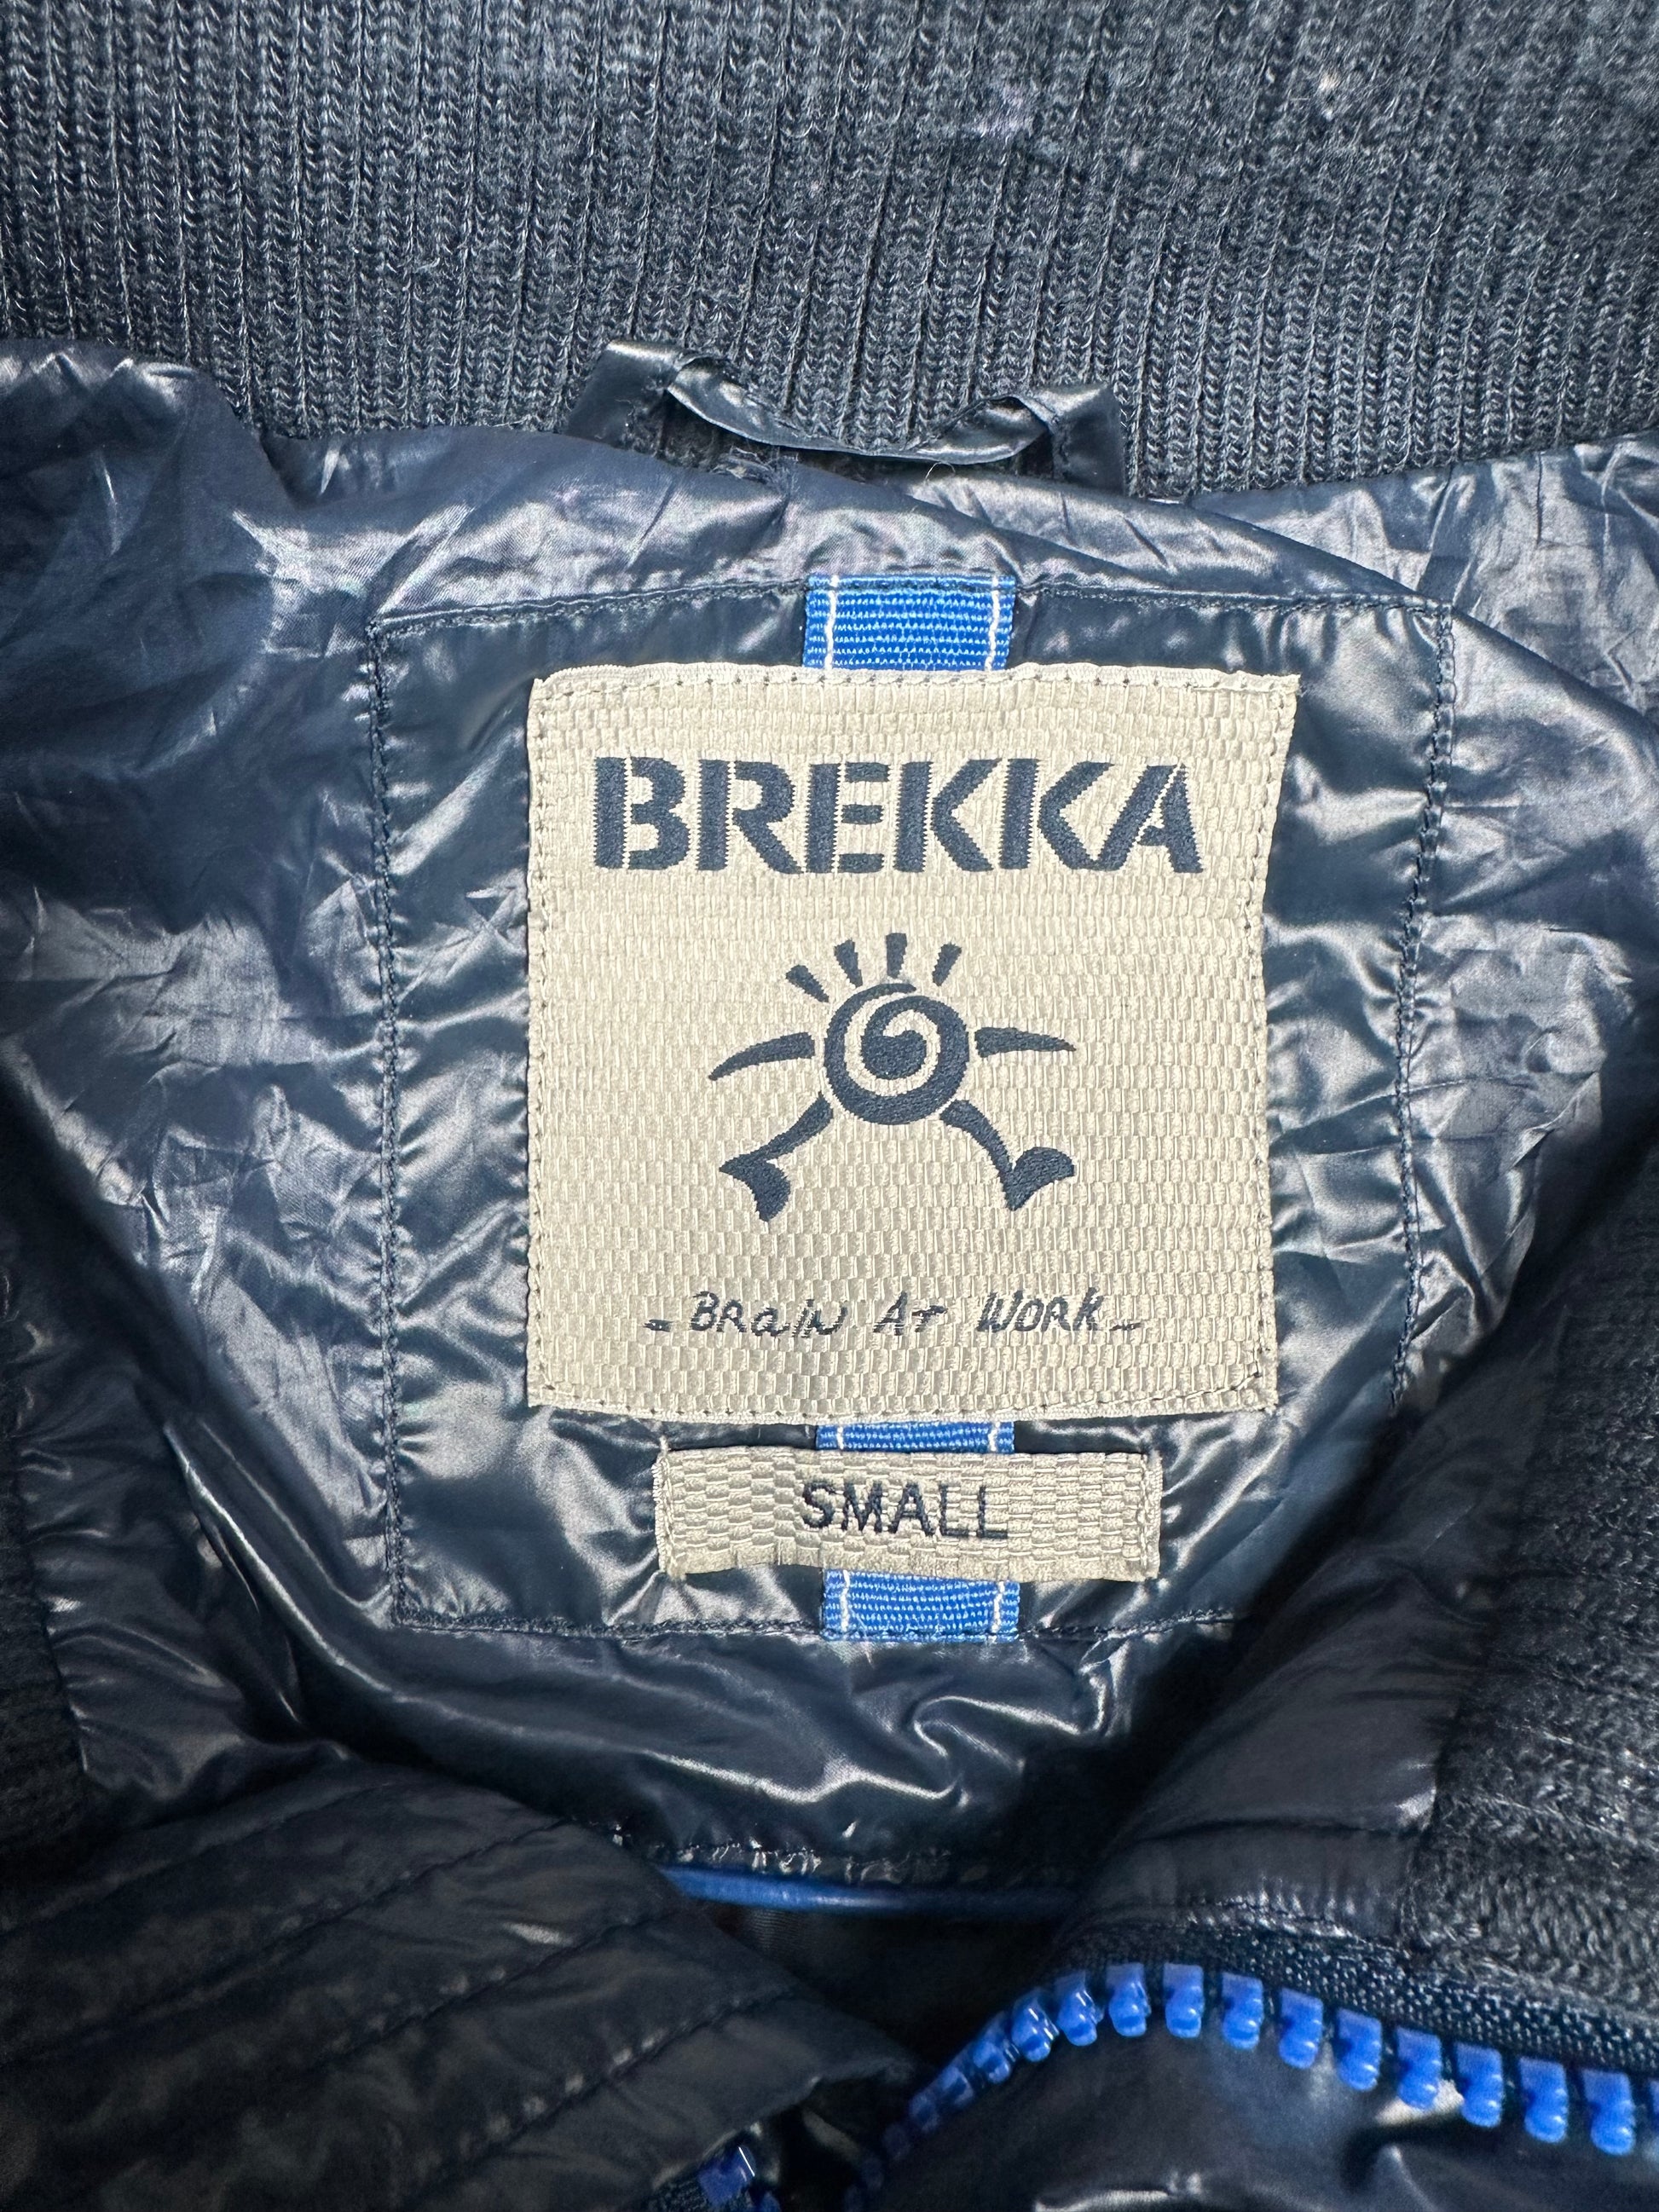 BREKKA
- BRaiN AT WORK -
SMALL